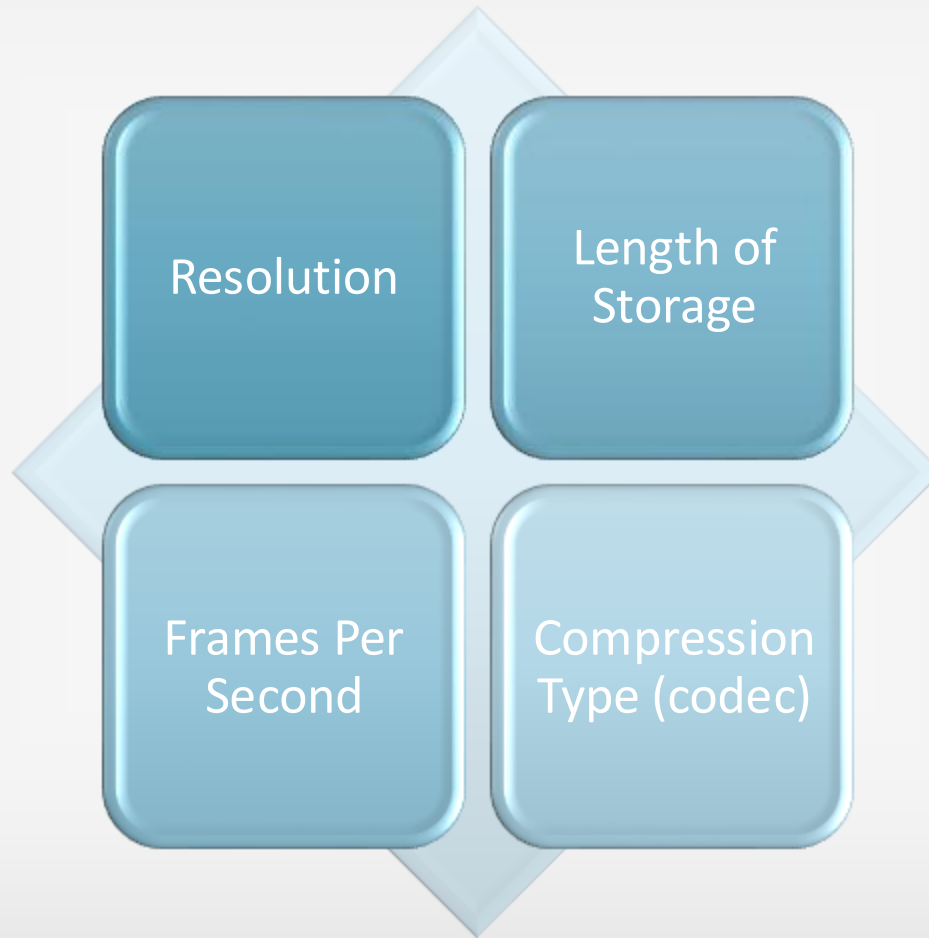 Resolution
Length of
Storage
Frames Per
Second
Compression
Type (codec)